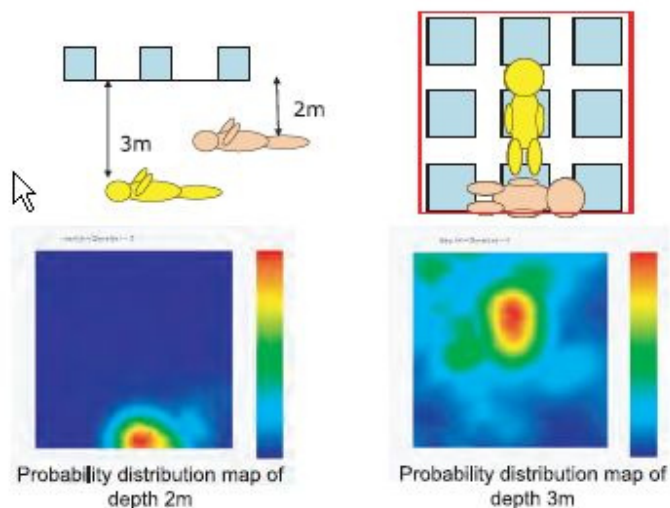 2m
3m
Probability distribution map of
depth 2m
Probability distribution map of
depth 3m